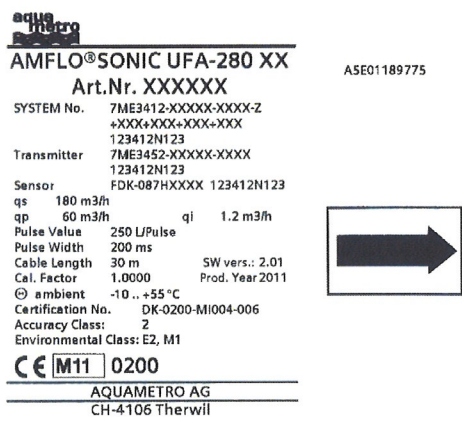 aqua
metro
AMFLO®SONIC UFA-280 XX
Art.Nr. XXXXXX
A5E01189775
SYSTEM No. 7ME3412-XXXXX-XXXX-Z
+XXX+XXX+XXX+XXX
123412N123
Transmitter 7ME3452-XXXXX-XXXX
123412N123
Sensor FDK-087HXXXX 123412N123
qs 180 m3/h
qp 60 m3/h qi 1.2 m3/h
Pulse Value 250 L/Pulse
Pulse Width 200 ms
Cable Length 30 m SW vers.: 2.01
Cal. Factor 1.0000 Prod. Year 2011
Θ ambient -10 .. +55 °C
Certification No. DK-0200-MI004-006
Accuracy Class: 2
Environmental Class: E2, M1
CE M11 0200
AQUAMETRO AG
CH-4106 Therwil